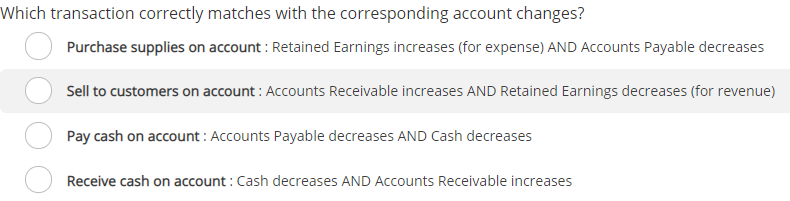 Which transaction correctly matches with the corresponding account changes?
Purchase supplies on account : Retained Earnings increases (for expense) AND Accounts Payable decreases
Sell to customers on account : Accounts Receivable increases AND Retained Earnings decreases (for revenue)
Pay cash on account : Accounts Payable decreases AND Cash decreases
Receive cash on account : Cash decreases AND Accounts Receivable increases